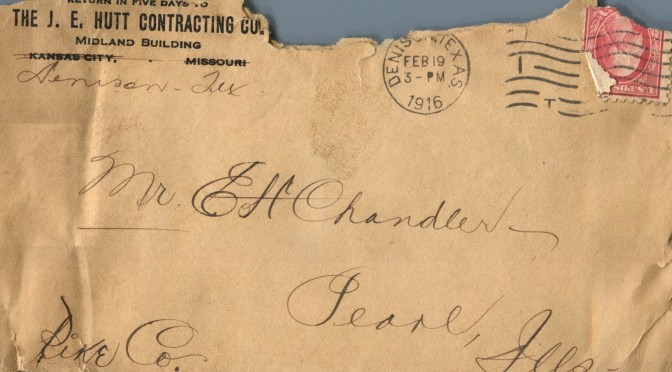 RETURN IN FIVE DAYS TO
THE J. E. HUTT CONTRACTING CO.
MIDLAND BUILDING
KANSAS CITY, - MISSOURI
Denison - Tex
DENISON, TEXAS
FEB 19
3 - PM
1916
Mr. E H Chandler
Pearl, Ills
Pike Co.